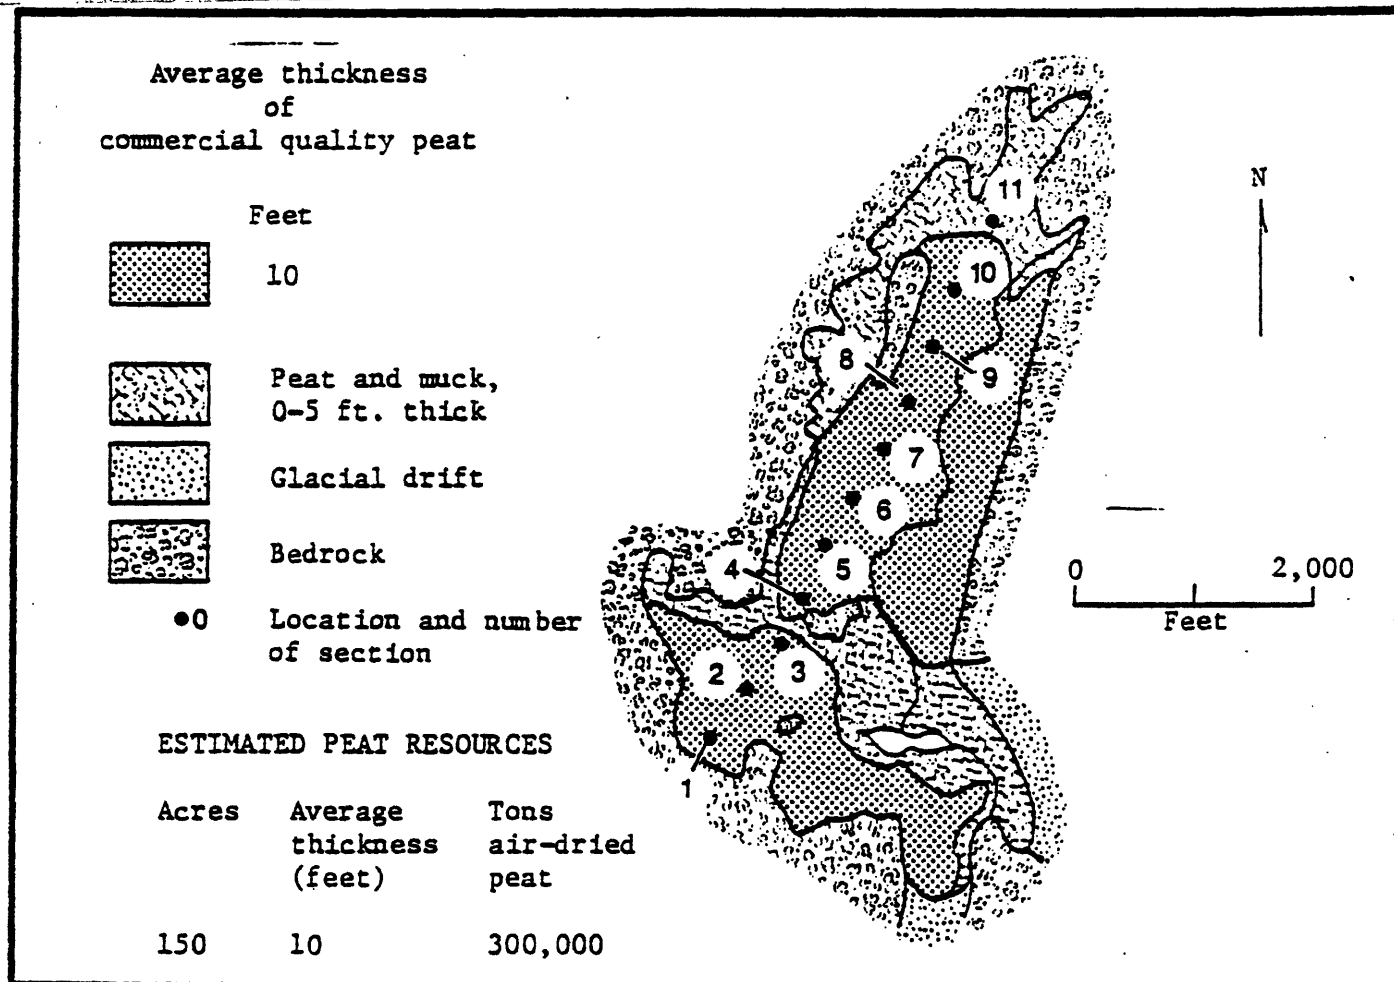 Average thickness
of
commercial quality peat
Feet
10
Peat and muck,
0-5 ft. thick
Glacial drift
Bedrock
●0 Location and number
of section
ESTIMATED PEAT RESOURCES
Acres Average Tons
thickness air-dried
(feet) peat
150 10 300,000
11
N
10
8
9
7
6
4
5
0 2,000
Feet
2
3
1